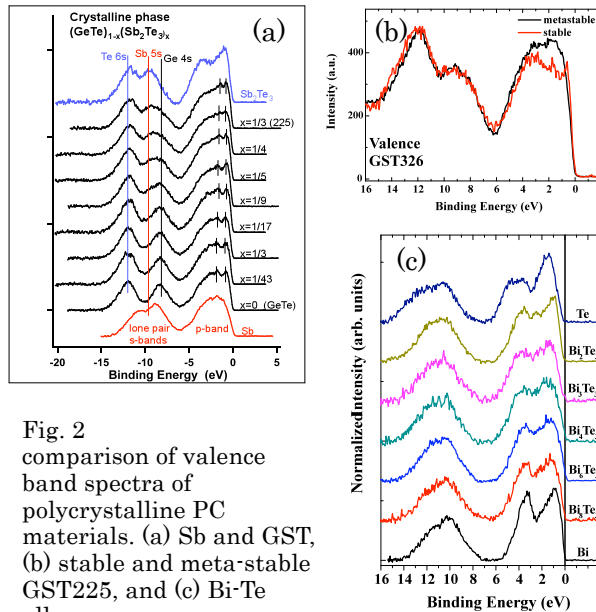 Crystalline phase
(GeTe)1-x(Sb2Te3)x
(a)
Te 6s
Sb 5s
Ge 4s
Sb2Te3
x=1/3 (225)
x=1/4
x=1/5
x=1/9
x=1/17
x=1/3
x=1/43
x=0 (GeTe)
Sb
lone pair
s-bands
p-band
-20 -15 -10 -5 0 5
Binding Energy (eV)
(b)
metastable
stable
Intensity (a.u.)
400
200
0
Valence
GST326
16 14 12 10 8 6 4 2 0
Binding Energy (eV)
(c)
Normalized Intensity (arb. units)
Te
Bi
16 14 12 10 8 6 4 2 0
Binding Energy (eV)
Fig. 2
comparison of valence
band spectra of
polycrystalline PC
materials. (a) Sb and GST,
(b) stable and meta-stable
GST225, and (c) Bi-Te